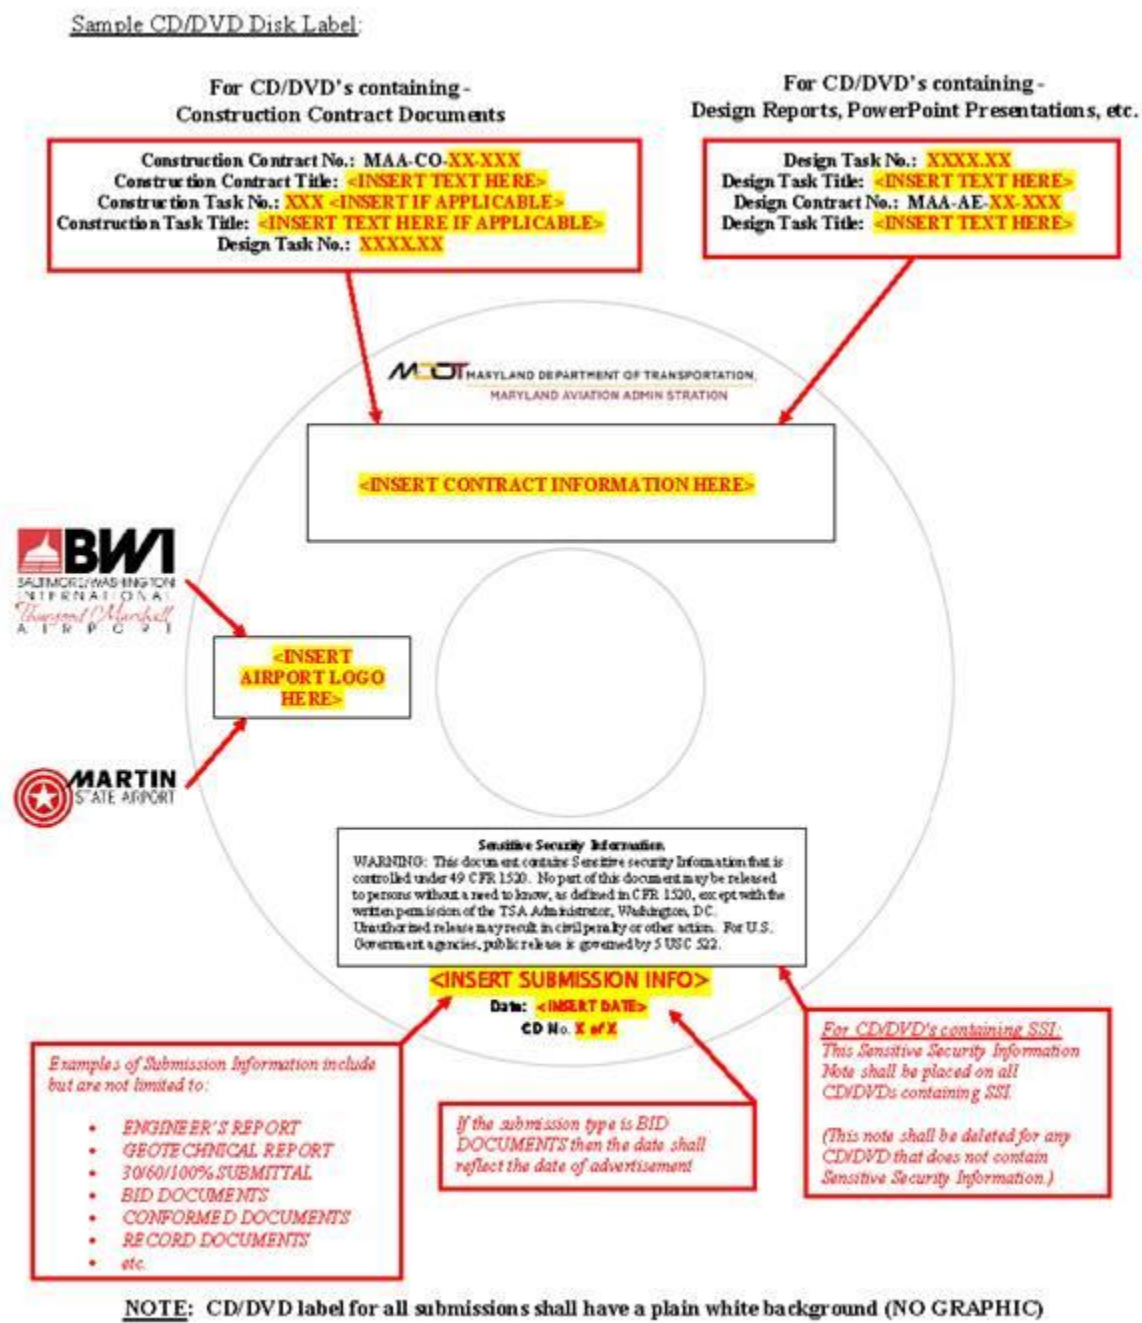 Sample CD/DVD Disk Label:
For CD/DVD's containing -
Construction Contract Documents
For CD/DVD's containing -
Design Reports, PowerPoint Presentations, etc.
Construction Contract No.: MAA-CO-XX-XXX
Construction Contract Title: <INSERT TEXT HERE>
Construction Task No.: XXX <INSERT IF APPLICABLE>
Construction Task Title: <INSERT TEXT HERE IF APPLICABLE>
Design Task No.: XXXX.XX
Design Task No.: XXXX.XX
Design Task Title: <INSERT TEXT HERE>
Design Contract No.: MAA-AE-XX-XXX
Design Task Title: <INSERT TEXT HERE>
MDOT MARYLAND DEPARTMENT OF TRANSPORTATION
MARYLAND AVIATION ADMINISTRATION
<INSERT CONTRACT INFORMATION HERE>
BWI
BALTIMORE/WASHINGTON
INTERNATIONAL
Thurgood Marshall
AIRPORT
<INSERT
AIRPORT LOGO
HERE>
MARTIN
STATE AIRPORT
Sensitive Security Information
WARNING: This document contains Sensitive security Information that is
controlled under 49 CFR 1520. No part of this document may be released
to persons without a need to know, as defined in CFR 1520, except with the
written permission of the TSA Administrator, Washington, DC.
Unauthorized release may result in civil penalty or other action. For U.S.
Government agencies, public release is governed by 5 USC 522.
<INSERT SUBMISSION INFO>
Date: <INSERT DATE>
CD No. X of X
Examples of Submission Information include
but are not limited to:
• ENGINEER'S REPORT
• GEOTECHNICAL REPORT
• 30/60/100% SUBMITTAL
• BID DOCUMENTS
• CONFORMED DOCUMENTS
• RECORD DOCUMENTS
• etc.
If the submission type is BID
DOCUMENTS then the date shall
reflect the date of advertisement
For CD/DVD's containing SSI:
This Sensitive Security Information
Note shall be placed on all
CD/DVDs containing SSI.
(This note shall be deleted for any
CD/DVD that does not contain
Sensitive Security Information.)
NOTE: CD/DVD label for all submissions shall have a plain white background (NO GRAPHIC)